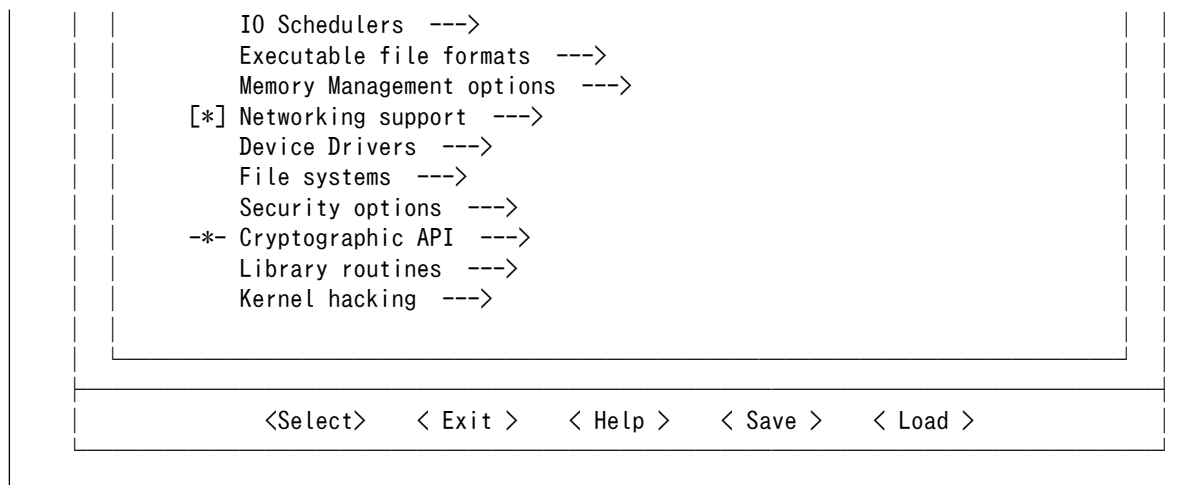 IO Schedulers  --->
Executable file formats  --->
Memory Management options  --->
[*] Networking support  --->
Device Drivers  --->
File systems  --->
Security options  --->
-*- Cryptographic API  --->
Library routines  --->
Kernel hacking  --->
<Select>    < Exit >    < Help >    < Save >    < Load >